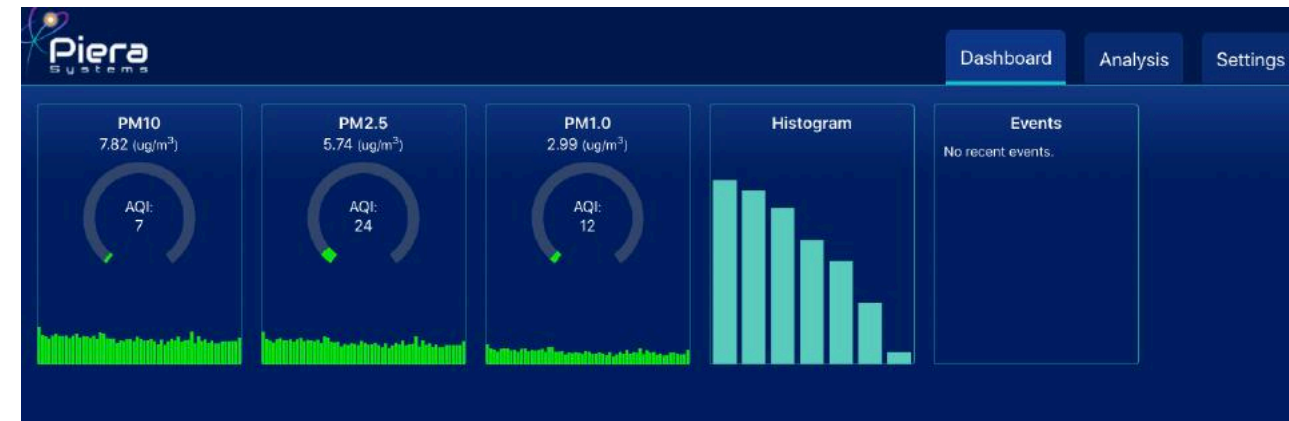 Piera
Systems
Dashboard
Analysis
Settings
PM10
7.82 (ug/m³)
AQI:
7
PM2.5
5.74 (ug/m³)
AQI:
24
PM1.0
2.99 (ug/m³)
AQI:
12
Histogram
Events
No recent events.